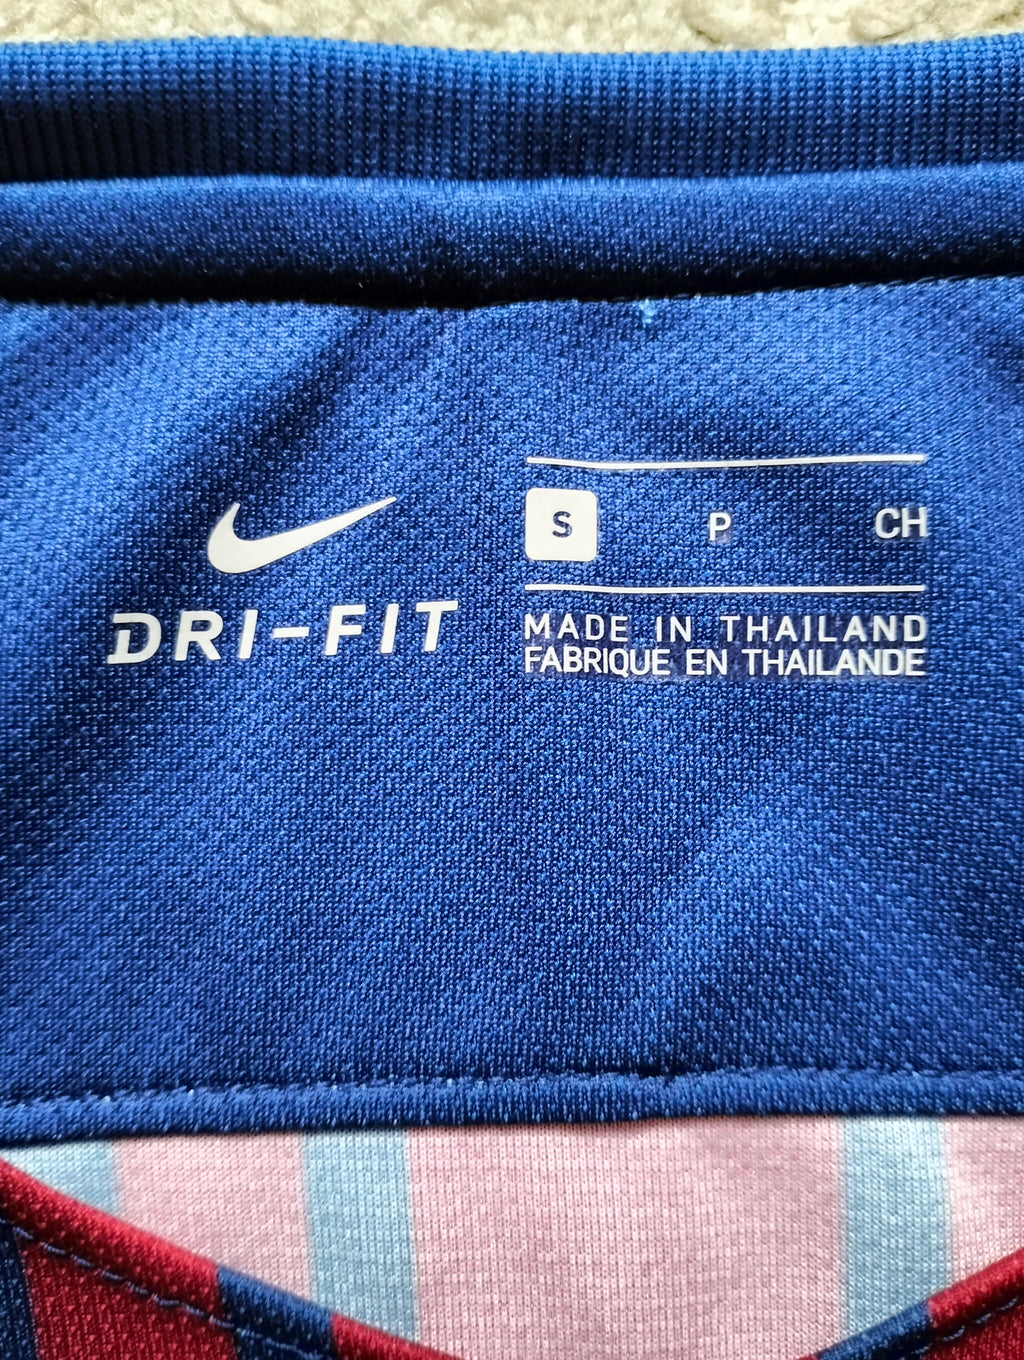 DRI-FIT
S P CH
MADE IN THAILAND
FABRIQUE EN THAILANDE